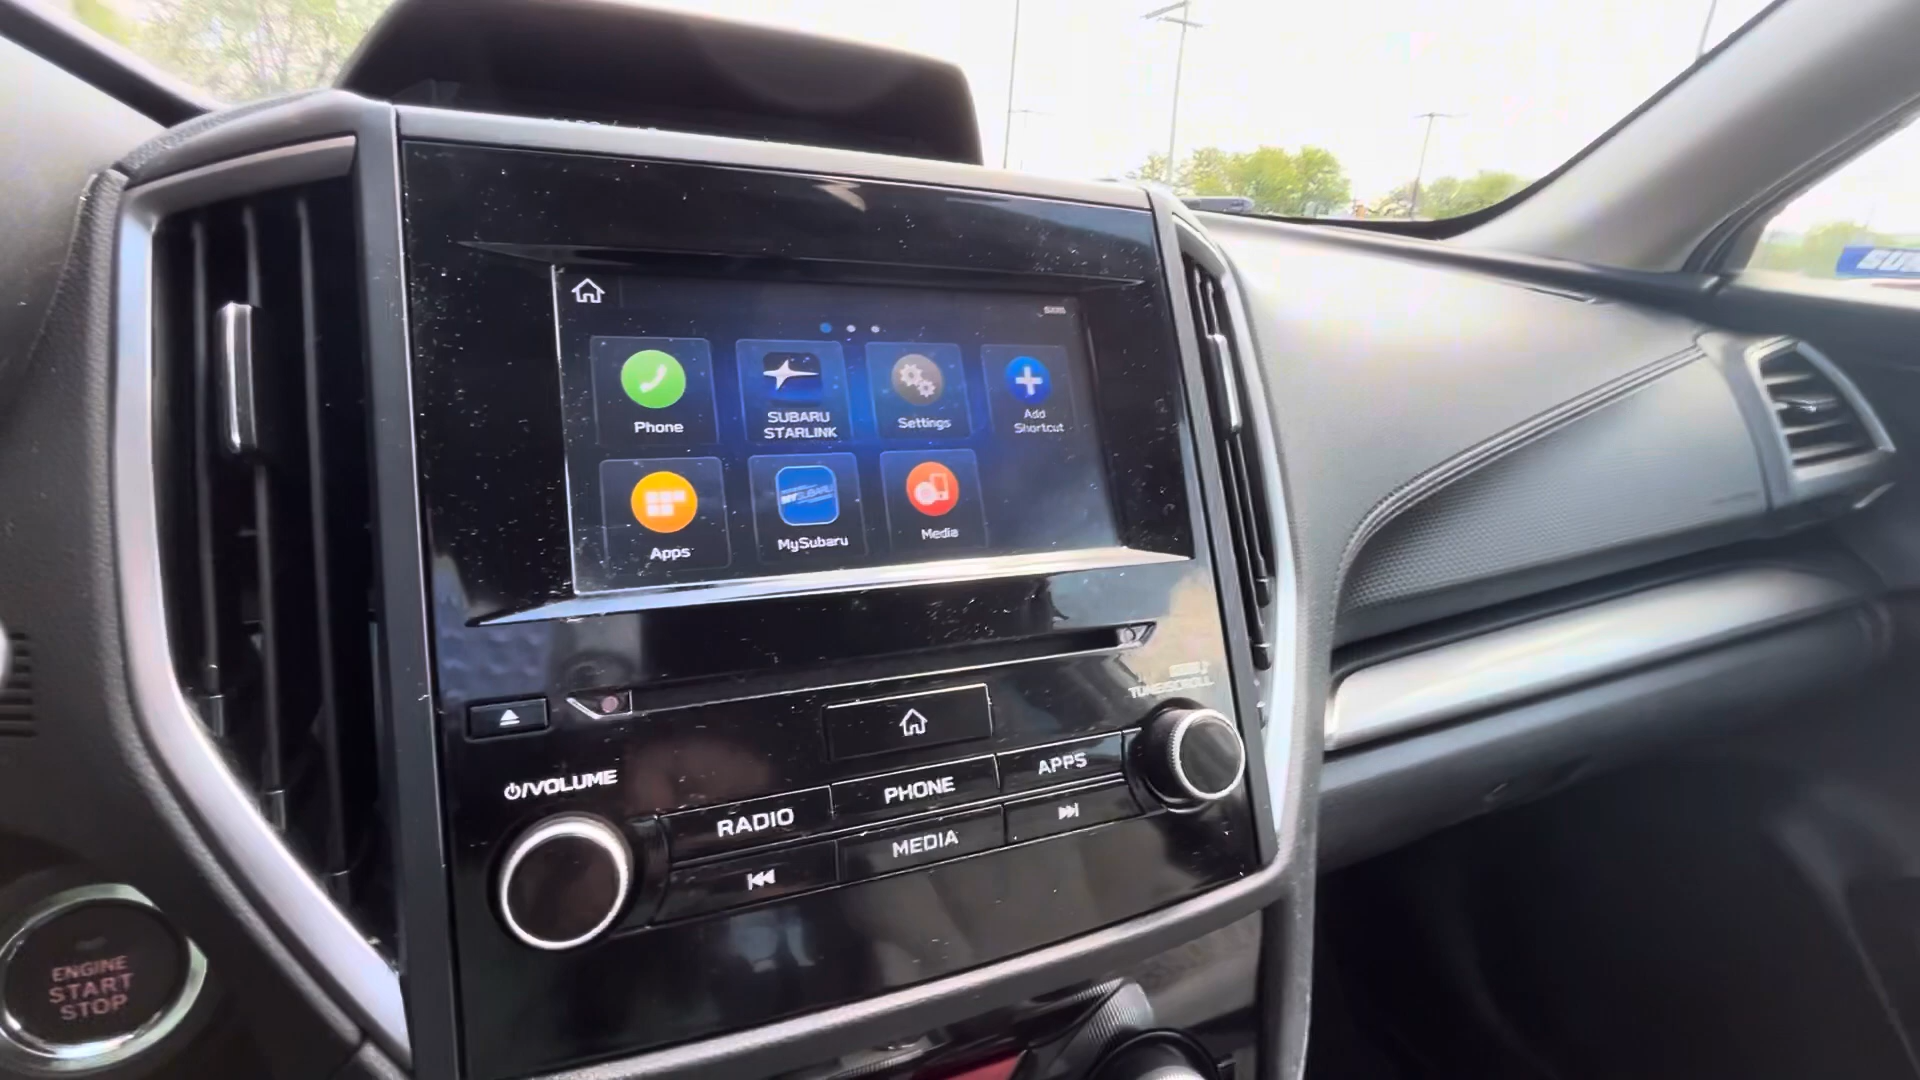 Phone
SUBARU
STARLINK
Settings
Add
Shortcut
Apps
MYSUBARU
MySubaru
Media
TUNE/SCROLL
/VOLUME
RADIO
PHONE
APPS
MEDIA
ENGINE
START
STOP